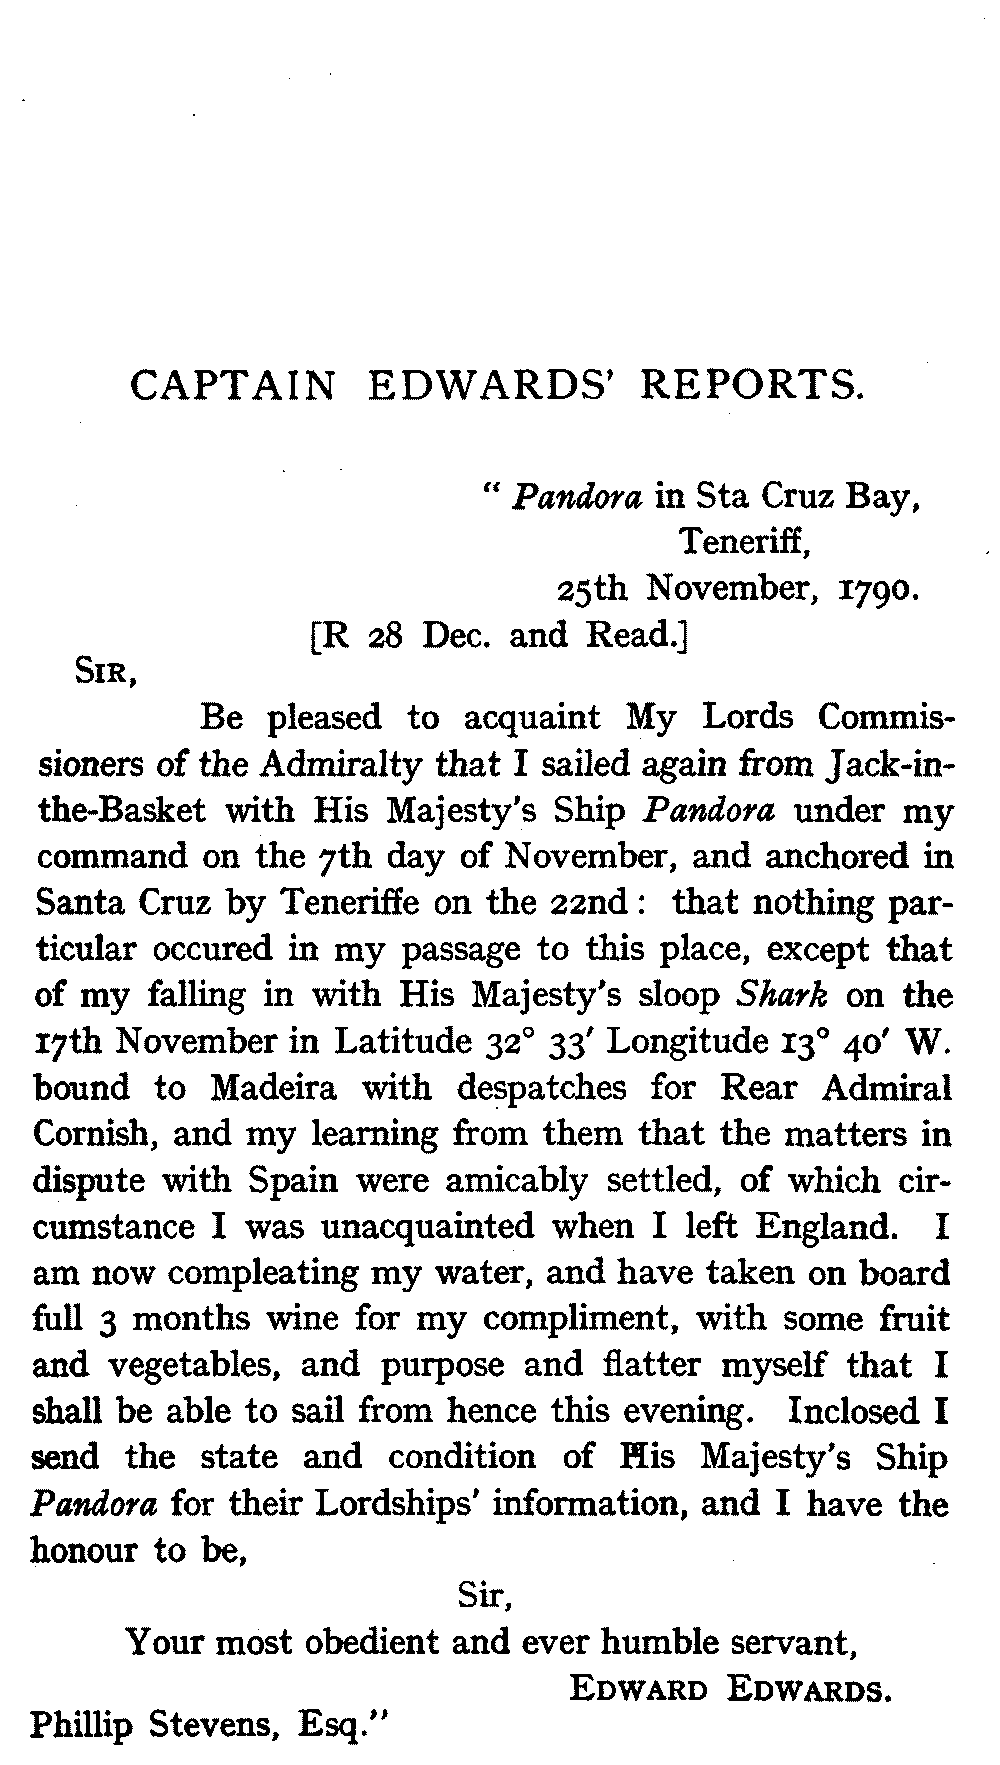 CAPTAIN EDWARDS' REPORTS.
“ Pandora in Sta Cruz Bay,
Teneriff,
25th November, 1790.
[R 28 Dec. and Read.]
SIR,
Be pleased to acquaint My Lords Commis-
sioners of the Admiralty that I sailed again from Jack-in-
the-Basket with His Majesty's Ship Pandora under my
command on the 7th day of November, and anchored in
Santa Cruz by Teneriffe on the 22nd : that nothing par-
ticular occured in my passage to this place, except that
of my falling in with His Majesty's sloop Shark on the
17th November in Latitude 32° 33′ Longitude 13° 40′ W.
bound to Madeira with despatches for Rear Admiral
Cornish, and my learning from them that the matters in
dispute with Spain were amicably settled, of which cir-
cumstance I was unacquainted when I left England. I
am now compleating my water, and have taken on board
full 3 months wine for my compliment, with some fruit
and vegetables, and purpose and flatter myself that I
shall be able to sail from hence this evening. Inclosed I
send the state and condition of His Majesty's Ship
Pandora for their Lordships' information, and I have the
honour to be,
Sir,
Your most obedient and ever humble servant,
EDWARD EDWARDS.
Phillip Stevens, Esq.”